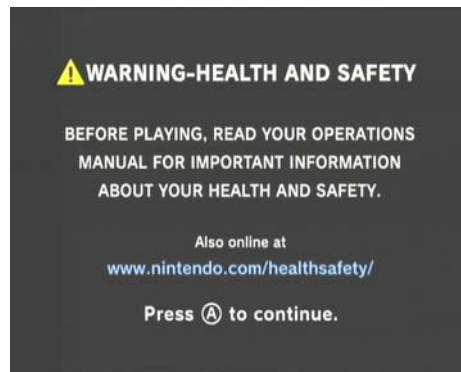 WARNING-HEALTH AND SAFETY
BEFORE PLAYING, READ YOUR OPERATIONS
MANUAL FOR IMPORTANT INFORMATION
ABOUT YOUR HEALTH AND SAFETY.
Also online at
www.nintendo.com/healthsafety/
Press Ⓐ to continue.